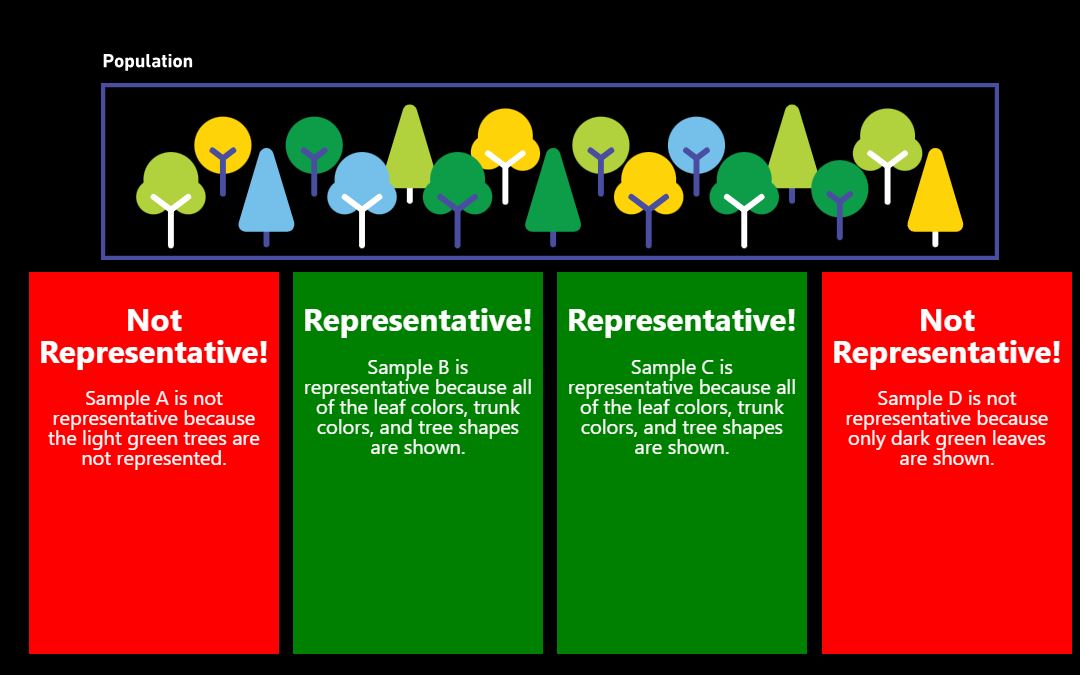 Population
Not
Representative!
Sample A is not
representative because
the light green trees are
not represented.
Representative!
Sample B is
representative because all
of the leaf colors, trunk
colors, and tree shapes
are shown.
Representative!
Sample C is
representative because all
of the leaf colors, trunk
colors, and tree shapes
are shown.
Not
Representative!
Sample D is not
representative because
only dark green leaves
are shown.